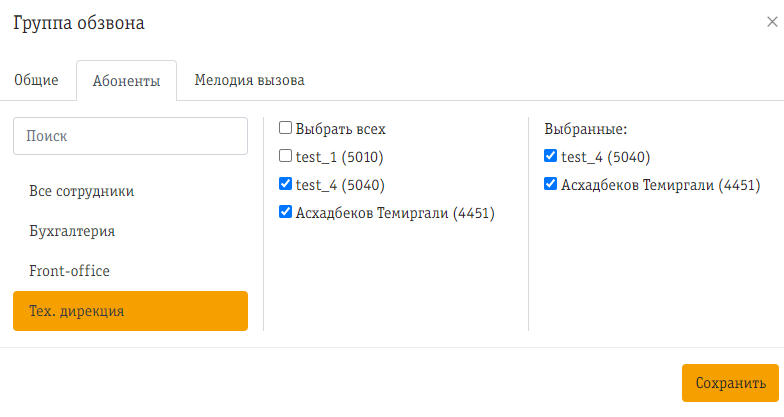 Группа обзвона
Общие
Абоненты
Мелодия вызова
Поиск
Все сотрудники
Бухгалтерия
Front-office
Тех. дирекция
Выбрать всех
test_1 (5010)
test_4 (5040)
Асхадбеков Темиргали (4451)
Выбранные:
test_4 (5040)
Асхадбеков Темиргали (4451)
Сохранить